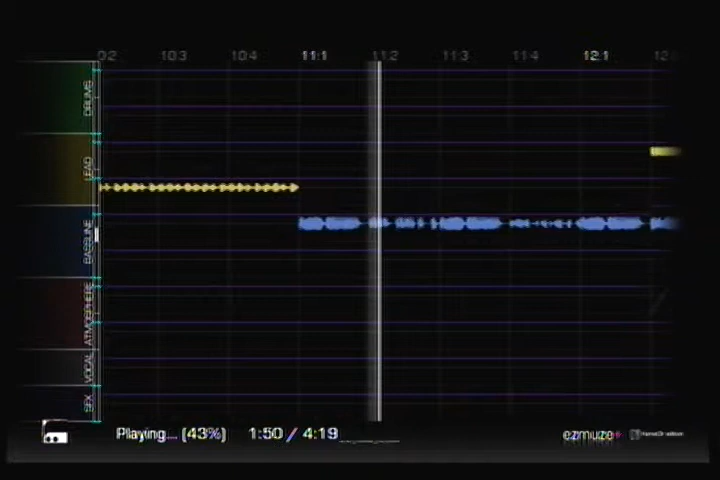 0:2 10:3 10:4 11:1 11:2 11:3 11:4 12:1
DRUMS
LEAD
BASSLINE
ATMOSPHERE
VOCAL
SFX
Playing... (43%) 1:50 / 4:19
ezmuze+